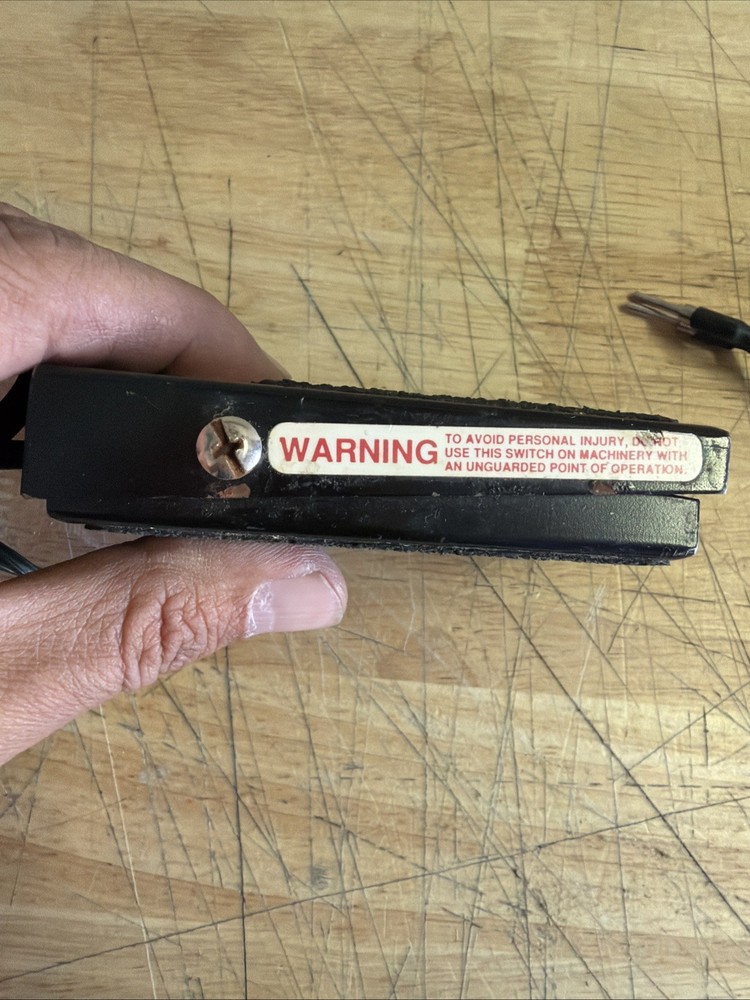 WARNING
TO AVOID PERSONAL INJURY, DO NOT
USE THIS SWITCH ON MACHINERY WITH
AN UNGUARDED POINT OF OPERATION.